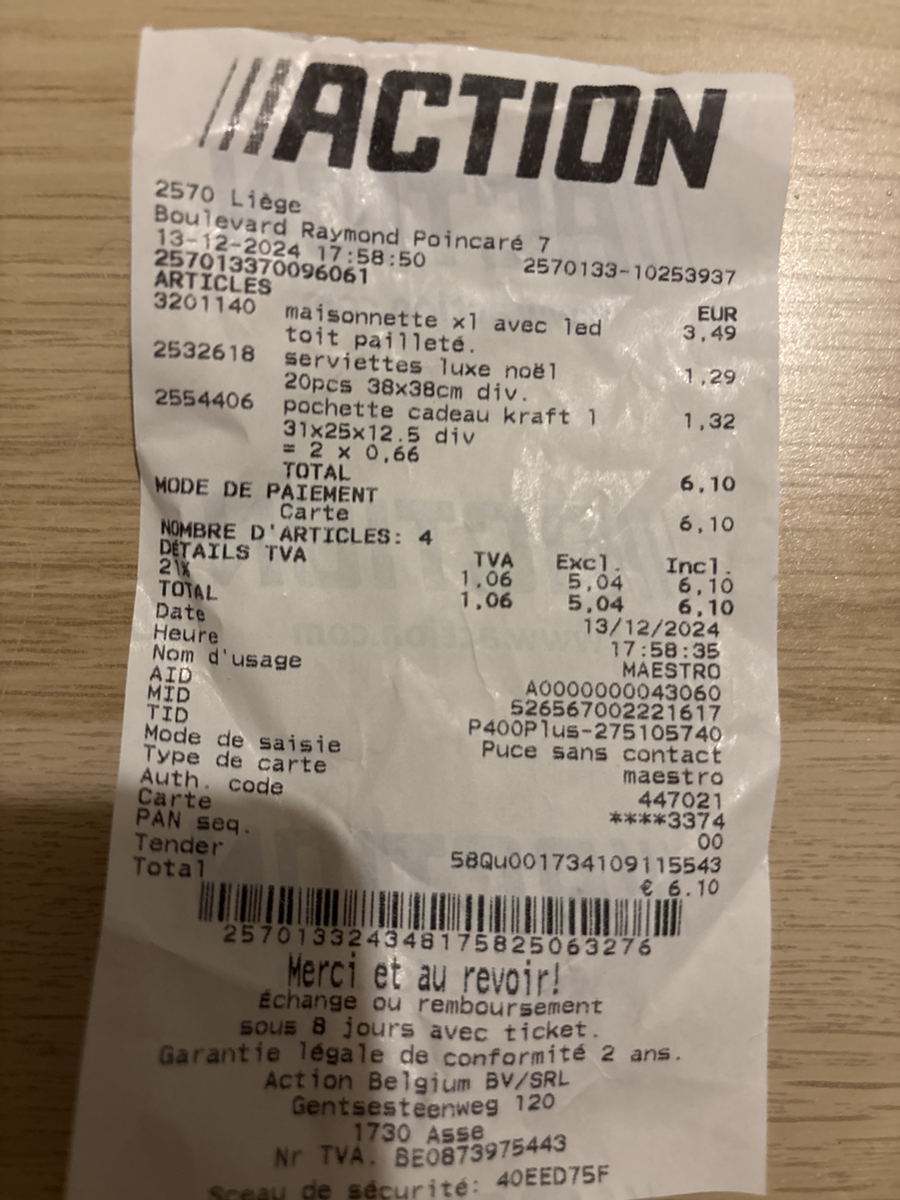 ///ACTION
2570 Liège
Boulevard Raymond Poincaré 7
13-12-2024 17:58:50 2570133-10253937
257013370096061
ARTICLES EUR
3201140 maisonnette x1 avec led 3,49
toit pailleté.
2532618 serviettes luxe noël 1,29
20pcs 38x38cm div.
2554406 pochette cadeau kraft 1 1,32
31x25x12.5 div
= 2 x 0,66
TOTAL 6,10
MODE DE PAIEMENT
Carte 6,10
NOMBRE D'ARTICLES: 4
DÉTAILS TVA TVA Excl. Incl.
21% 1,06 5,04 6,10
TOTAL 1,06 5,04 6,10
Date 13/12/2024
Heure 17:58:35
Nom d'usage MAESTRO
AID A0000000043060
MID 526567002221617
TID P400Plus-275105740
Mode de saisie Puce sans contact
Type de carte maestro
Auth. code 447021
Carte ****3374
PAN seq. 00
Tender 58Qu001734109115543
Total € 6.10
257013324348175825063276
Merci et au revoir!
Échange ou remboursement
sous 8 jours avec ticket.
Garantie légale de conformité 2 ans.
Action Belgium BV/SRL
Gentsesteenweg 120
1730 Asse
Nr TVA. BE0873975443
Sceau de sécurité: 40EED75F